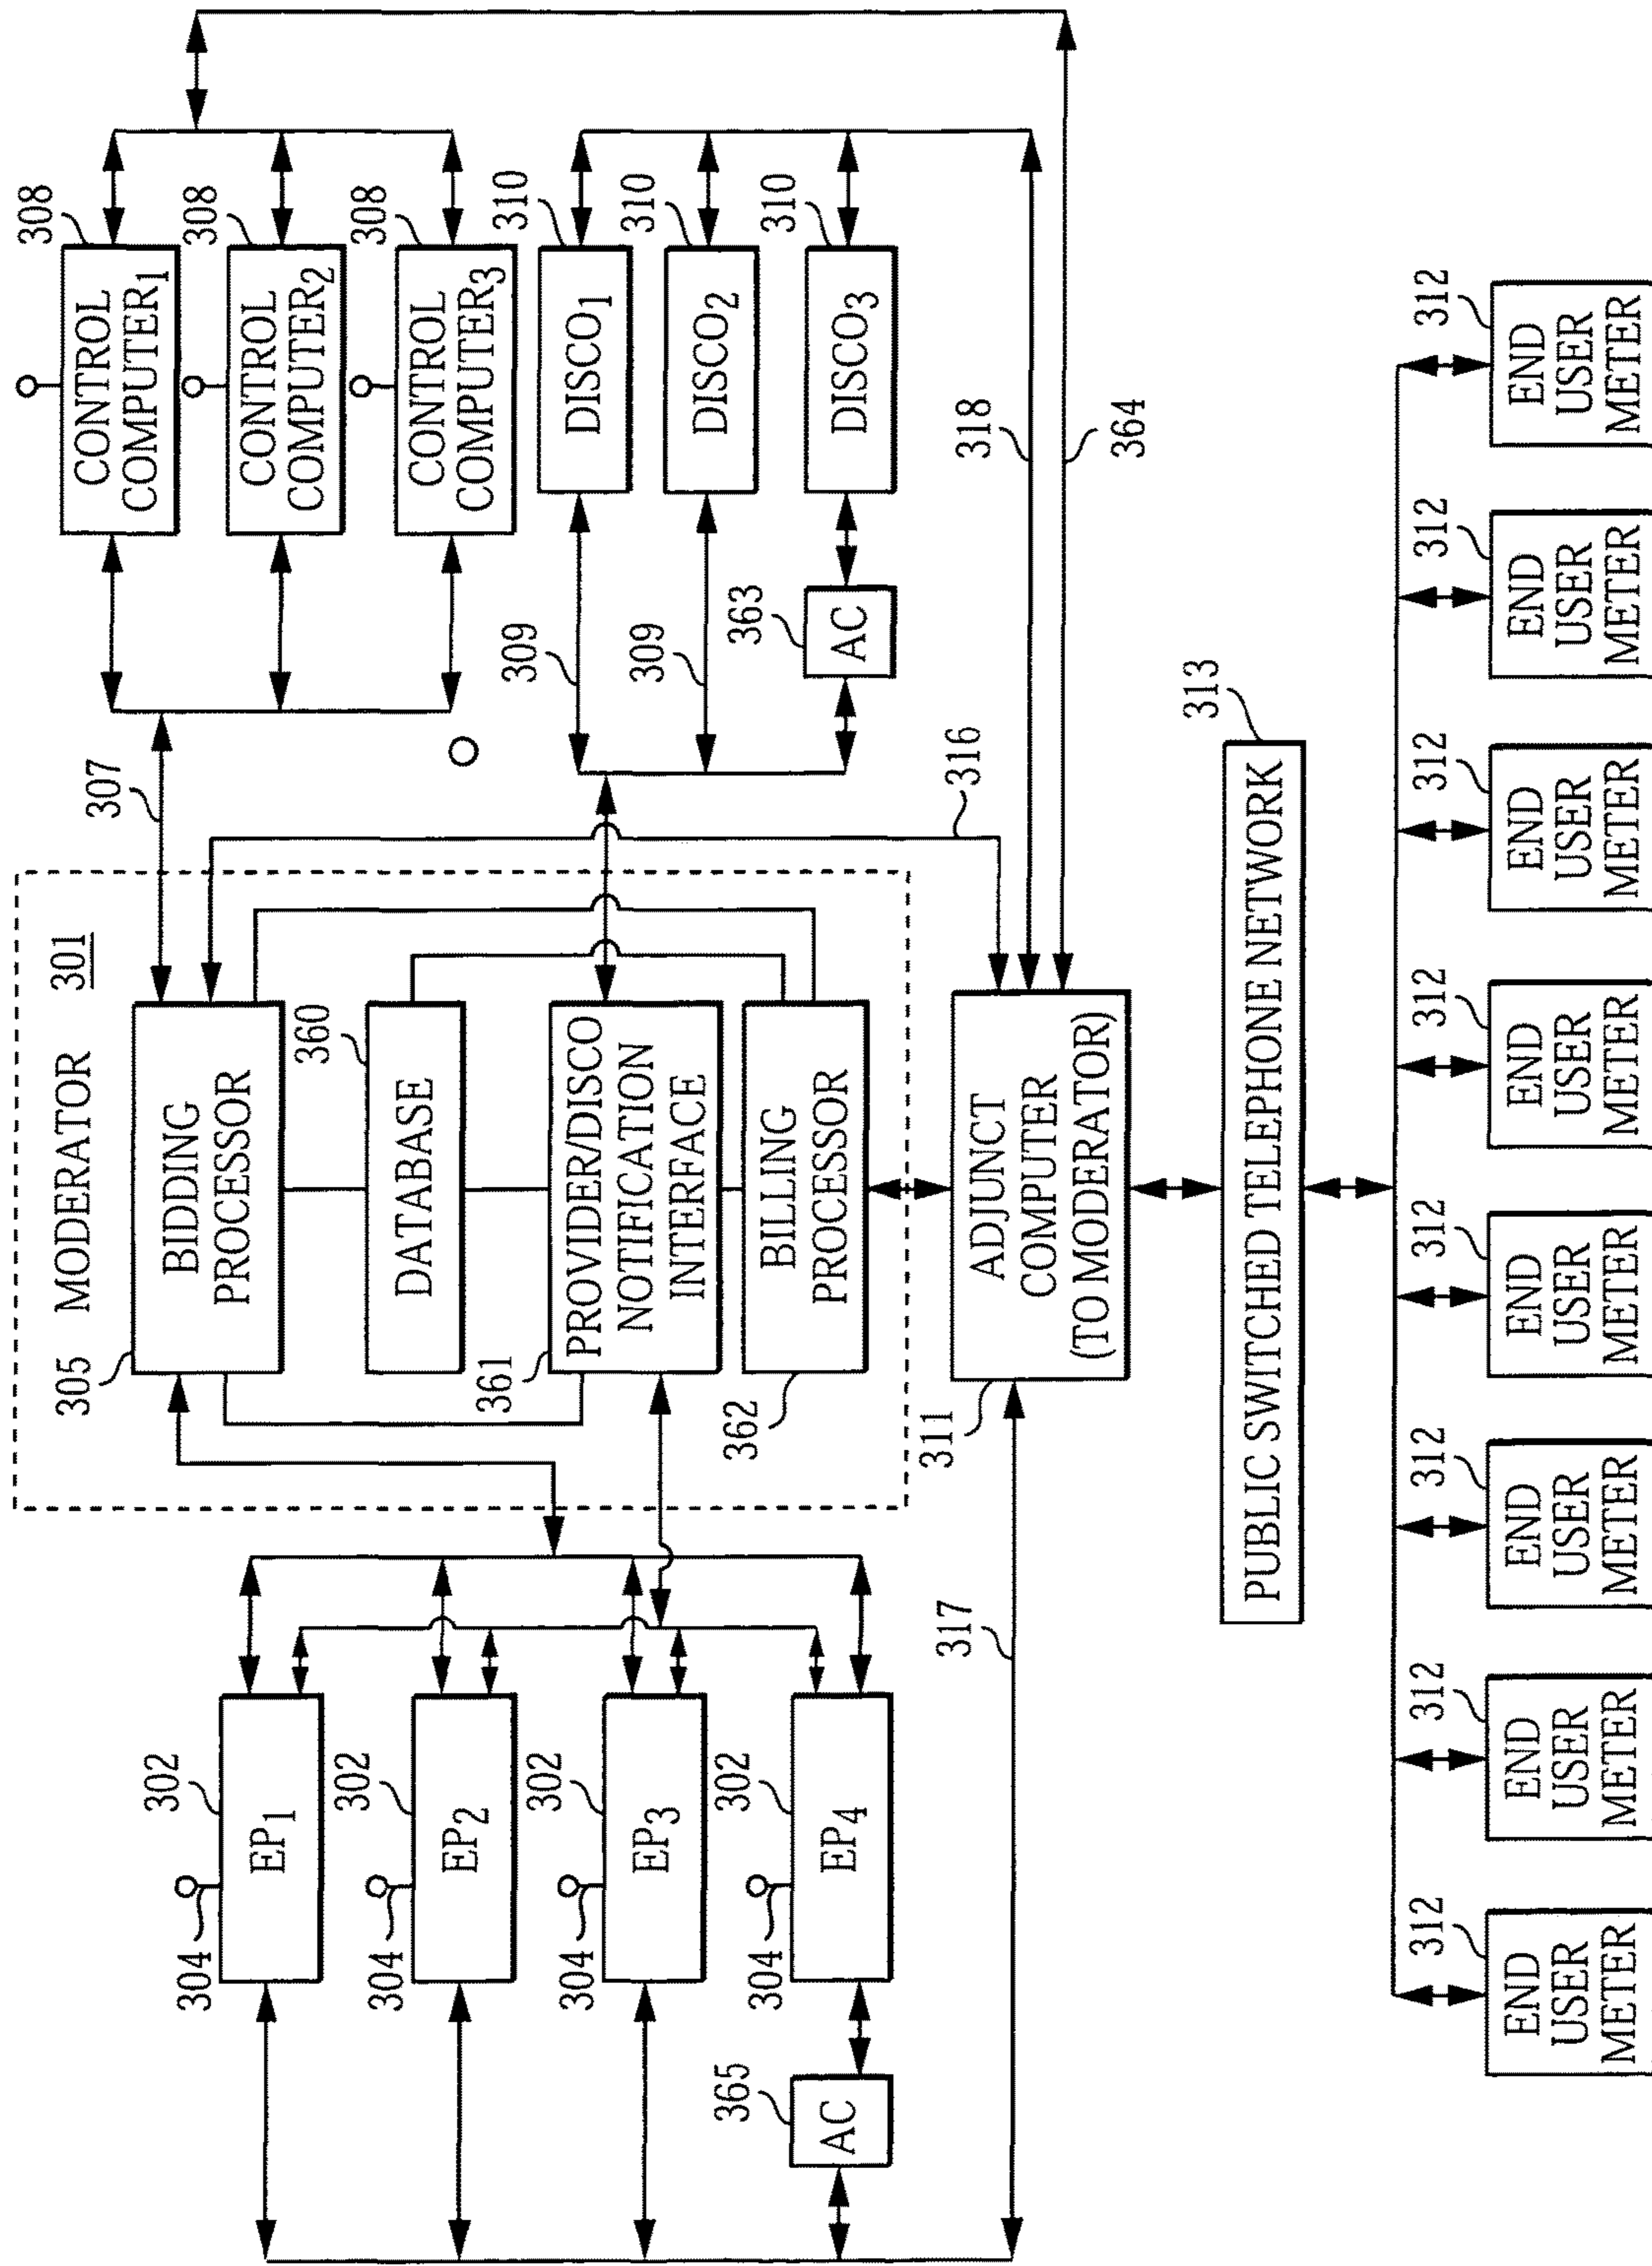 301
MODERATOR
305
BIDDING
PROCESSOR
360
DATABASE
361
PROVIDER/DISCO
NOTIFICATION
INTERFACE
362
BILLING
PROCESSOR
302
304
EP1
302
304
EP2
302
304
EP3
302
304
EP4
365
AC
307
308
CONTROL
COMPUTER1
308
CONTROL
COMPUTER2
308
CONTROL
COMPUTER3
309
310
DISCO1
309
310
DISCO2
363
AC
310
DISCO3
316
318
364
317
311
ADJUNCT
COMPUTER
(TO MODERATOR)
313
PUBLIC SWITCHED TELEPHONE NETWORK
312
END
USER
METER
312
END
USER
METER
312
END
USER
METER
312
END
USER
METER
312
END
USER
METER
312
END
USER
METER
312
END
USER
METER
312
END
USER
METER